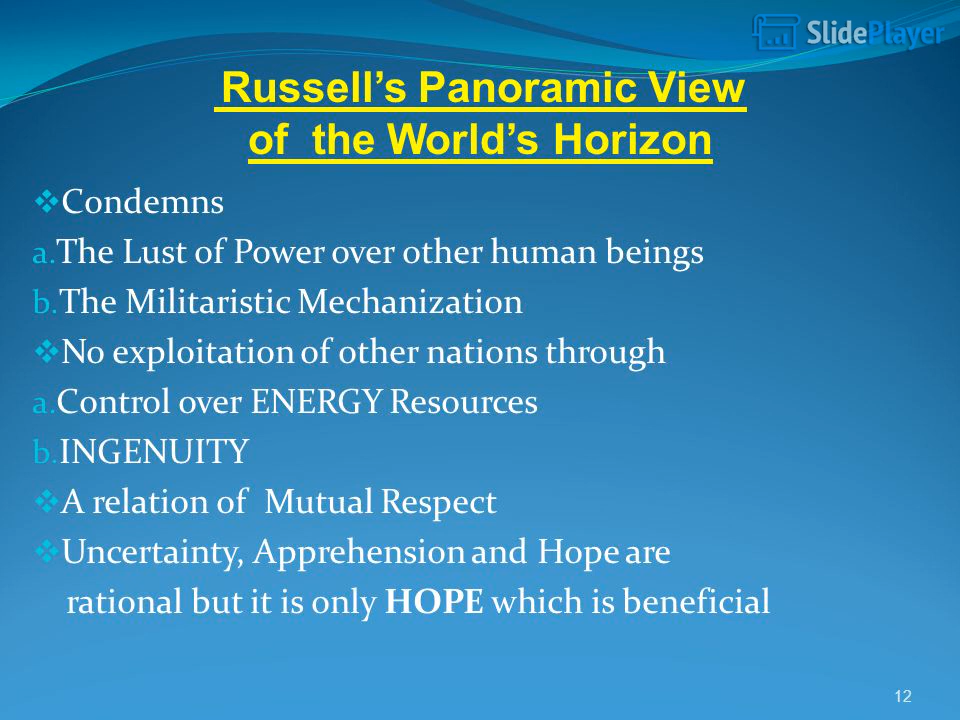 SlidePlayer
Russell’s Panoramic View
of the World’s Horizon
❖Condemns
a.The Lust of Power over other human beings
b.The Militaristic Mechanization
❖No exploitation of other nations through
a.Control over ENERGY Resources
b.INGENUITY
❖A relation of Mutual Respect
❖Uncertainty, Apprehension and Hope are
rational but it is only HOPE which is beneficial
12